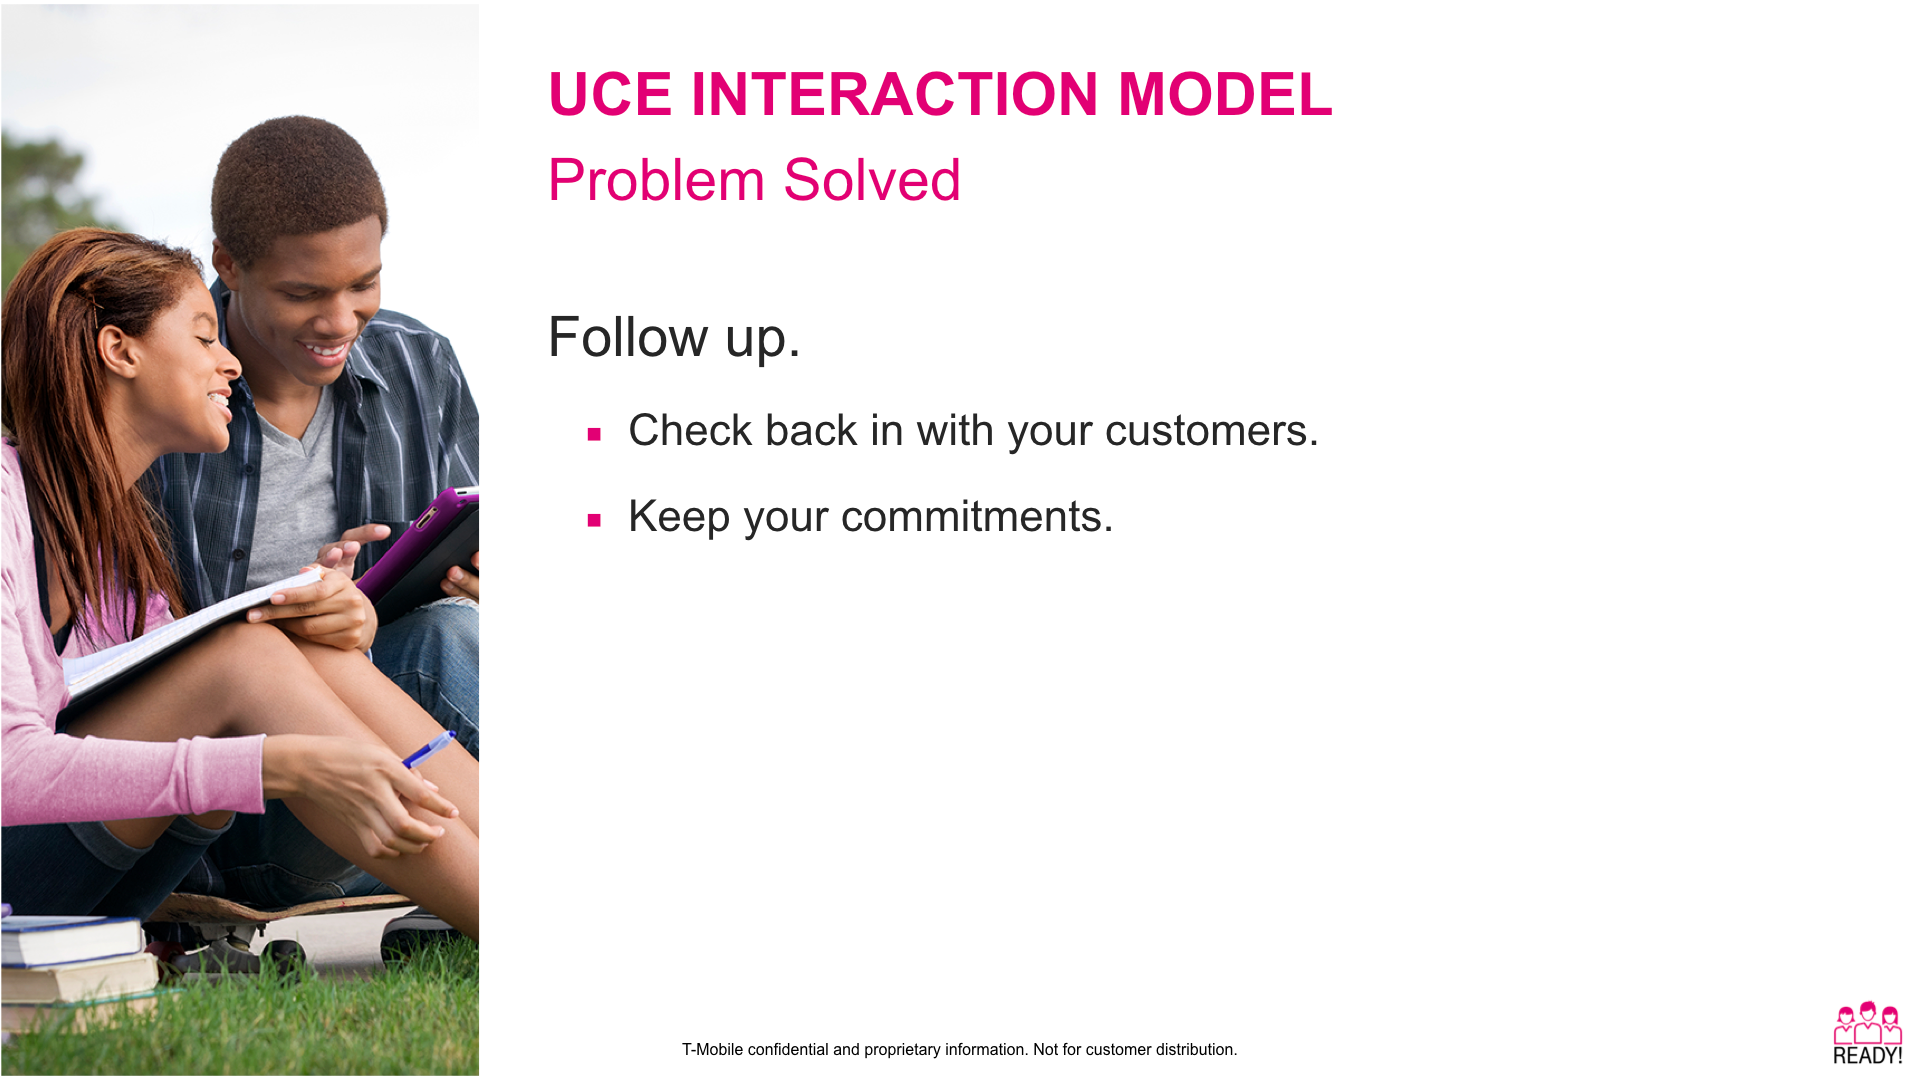 UCE INTERACTION MODEL
Problem Solved
Follow up.
▪ Check back in with your customers.
▪ Keep your commitments.
T-Mobile confidential and proprietary information. Not for customer distribution.
READY!